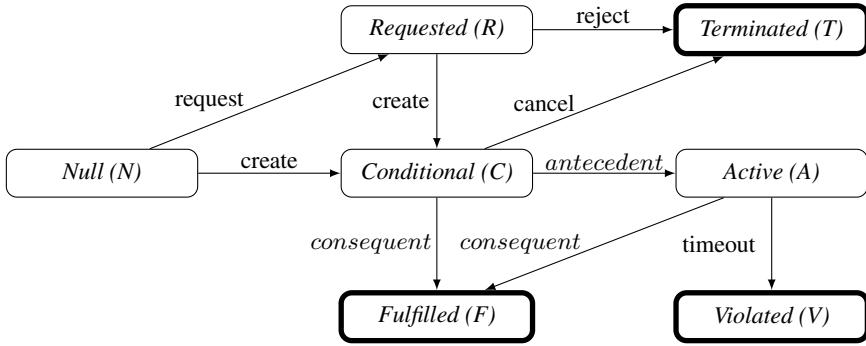 Requested (R)
reject
Terminated (T)
request
create
cancel
Null (N)
create
Conditional (C)
antecedent
Active (A)
consequent
consequent
timeout
Fulfilled (F)
Violated (V)